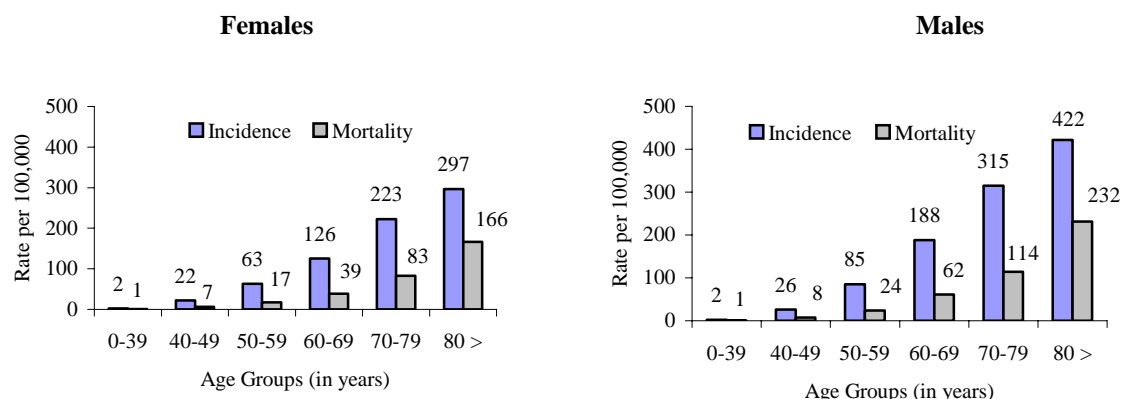 Females
500
400
300
200
100
0
Rate per 100,000
Incidence Mortality
2 1 22 7 63 17 126 39 223 83 297 166
0-39 40-49 50-59 60-69 70-79 80 >
Age Groups (in years)
Males
500
400
300
200
100
0
Rate per 100,000
Incidence Mortality
2 1 26 8 85 24 188 62 315 114 422 232
0-39 40-49 50-59 60-69 70-79 80 >
Age Groups (in years)